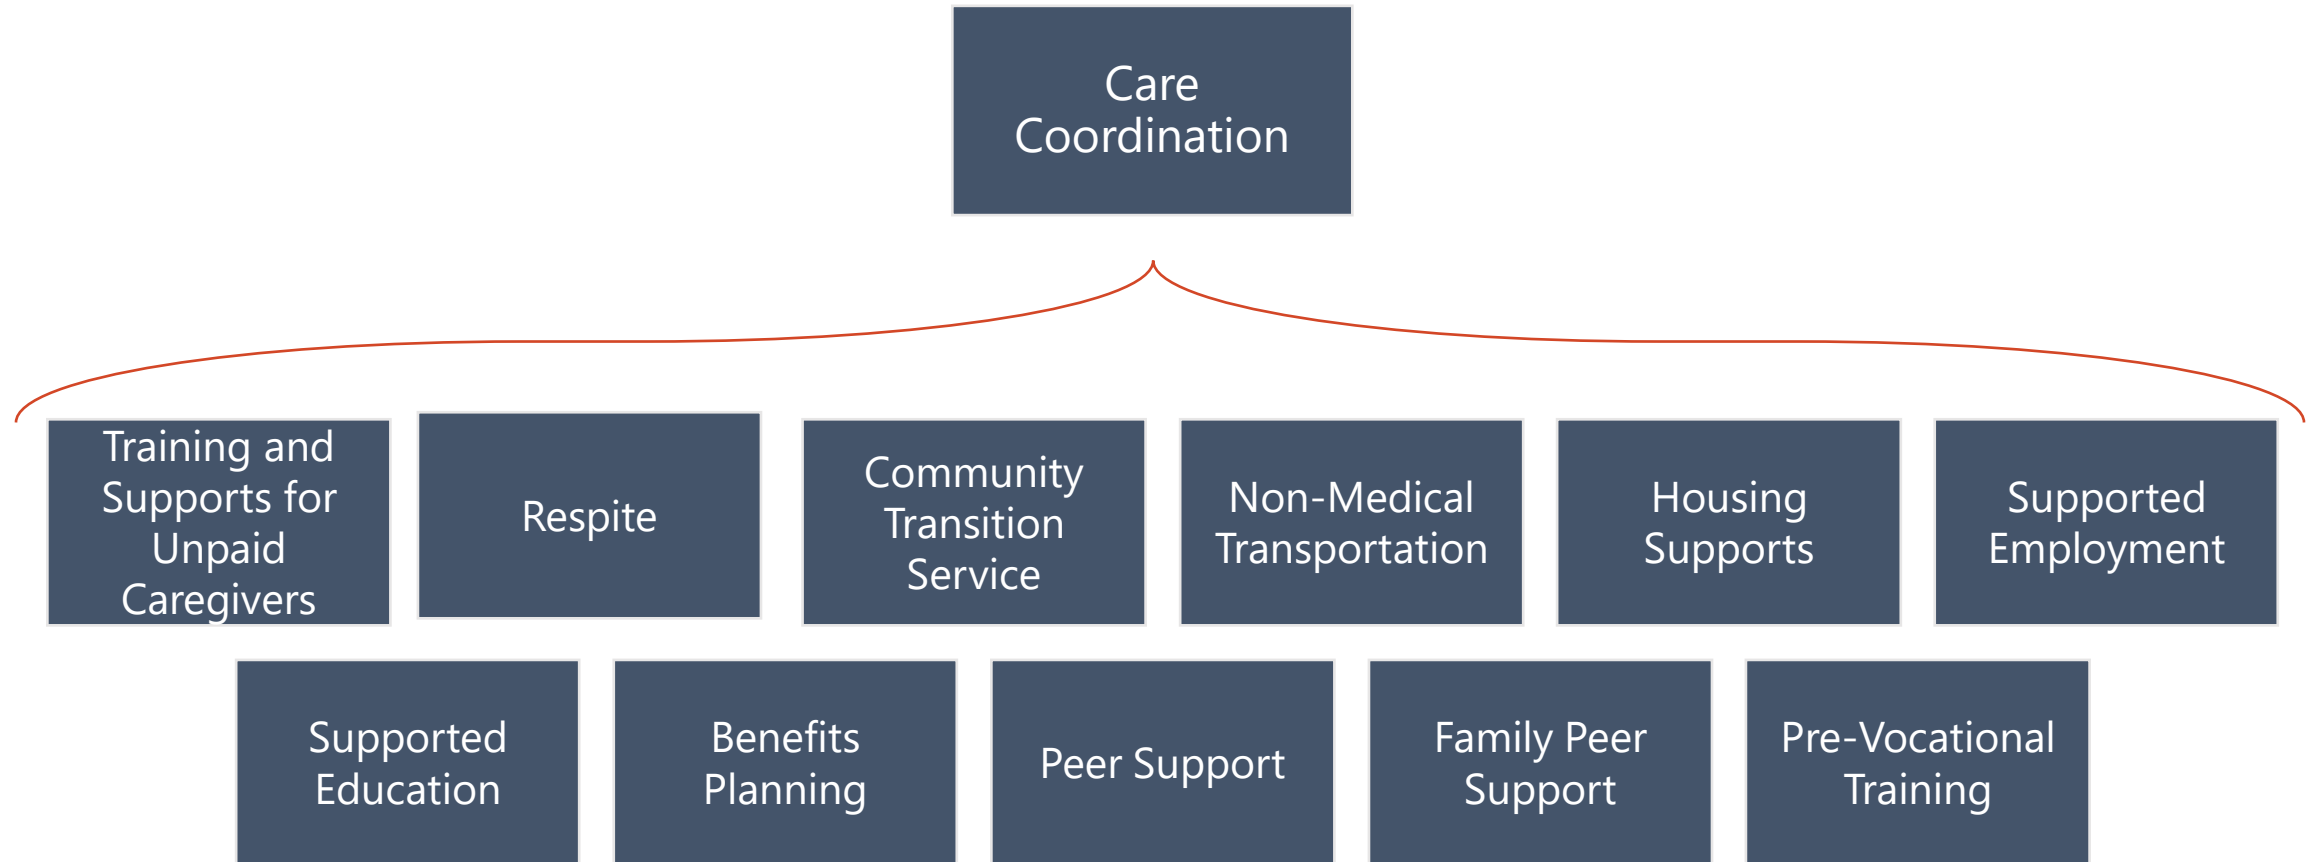 Care
Coordination
Training and
Supports for
Unpaid
Caregivers
Respite
Community
Transition
Service
Non-Medical
Transportation
Housing
Supports
Supported
Employment
Supported
Education
Benefits
Planning
Peer Support
Family Peer
Support
Pre-Vocational
Training